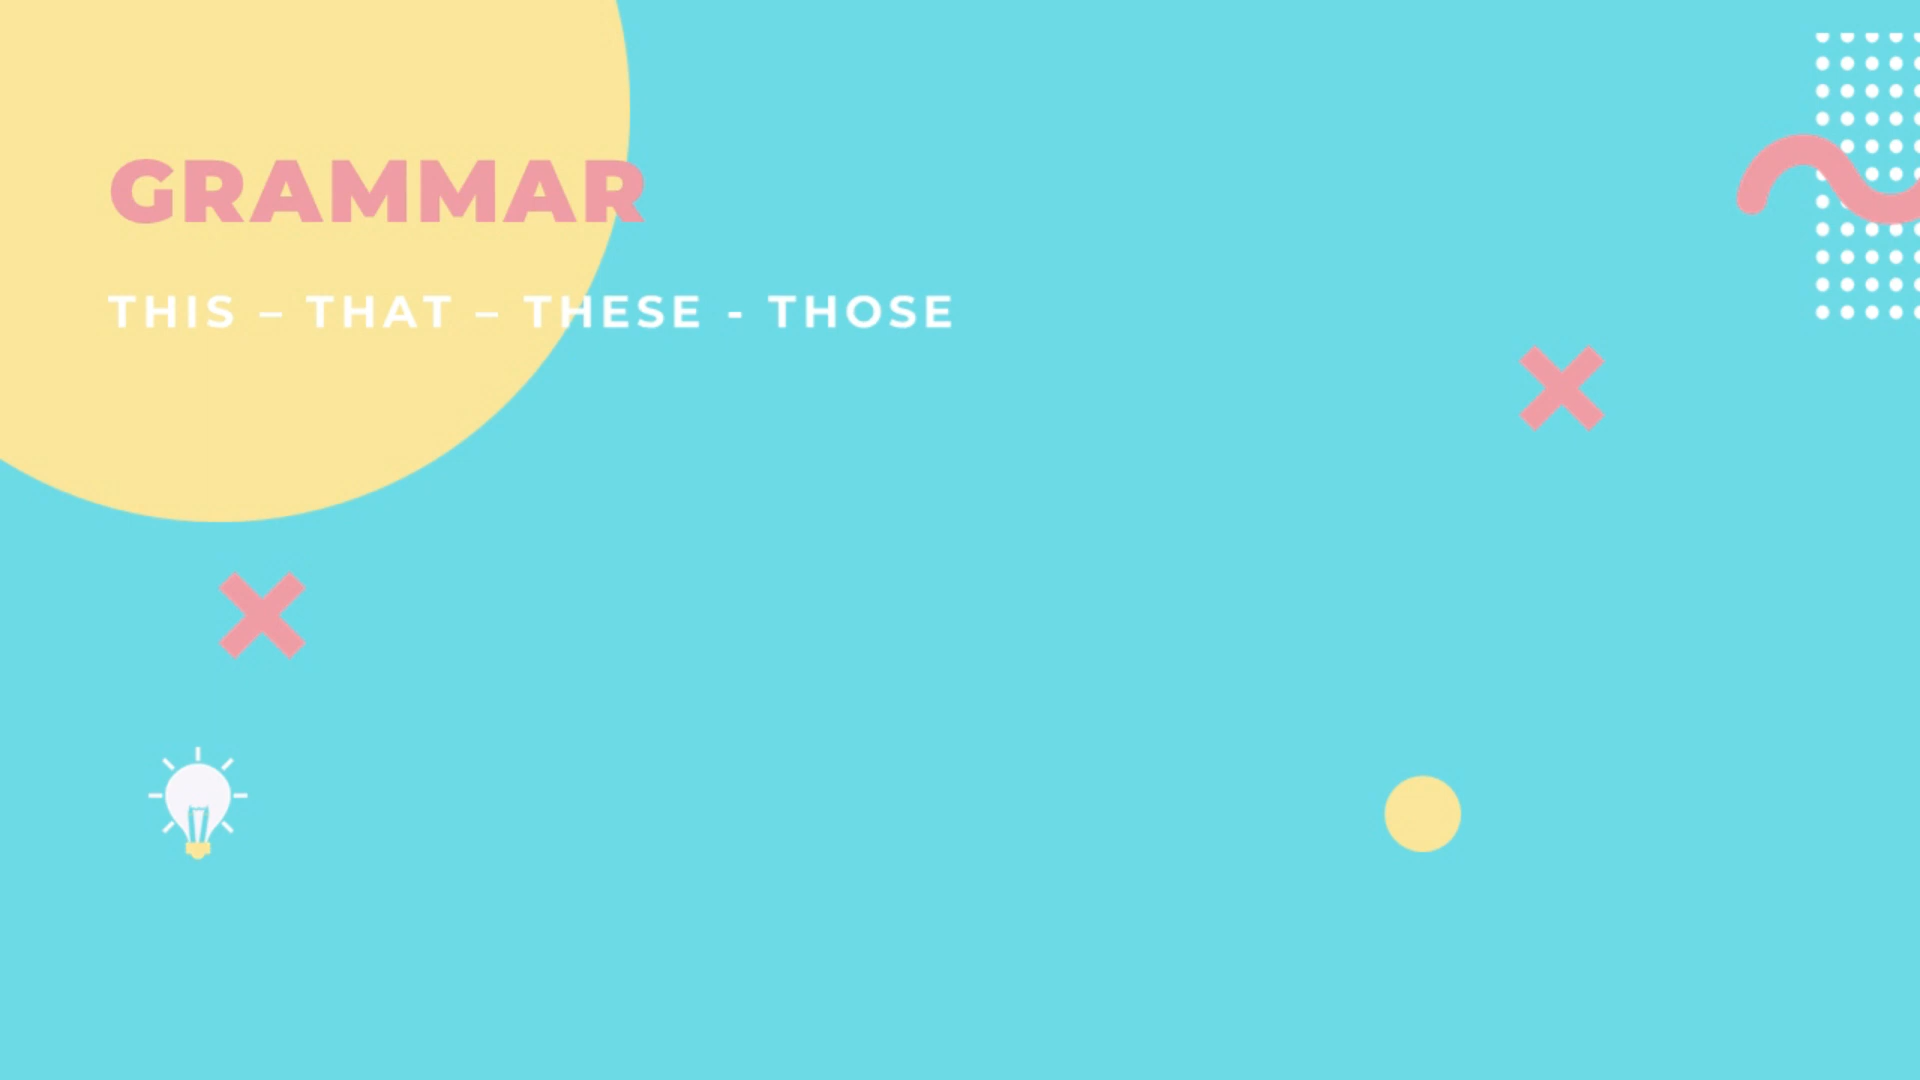 GRAMMAR
THIS – THAT – THESE - THOSE